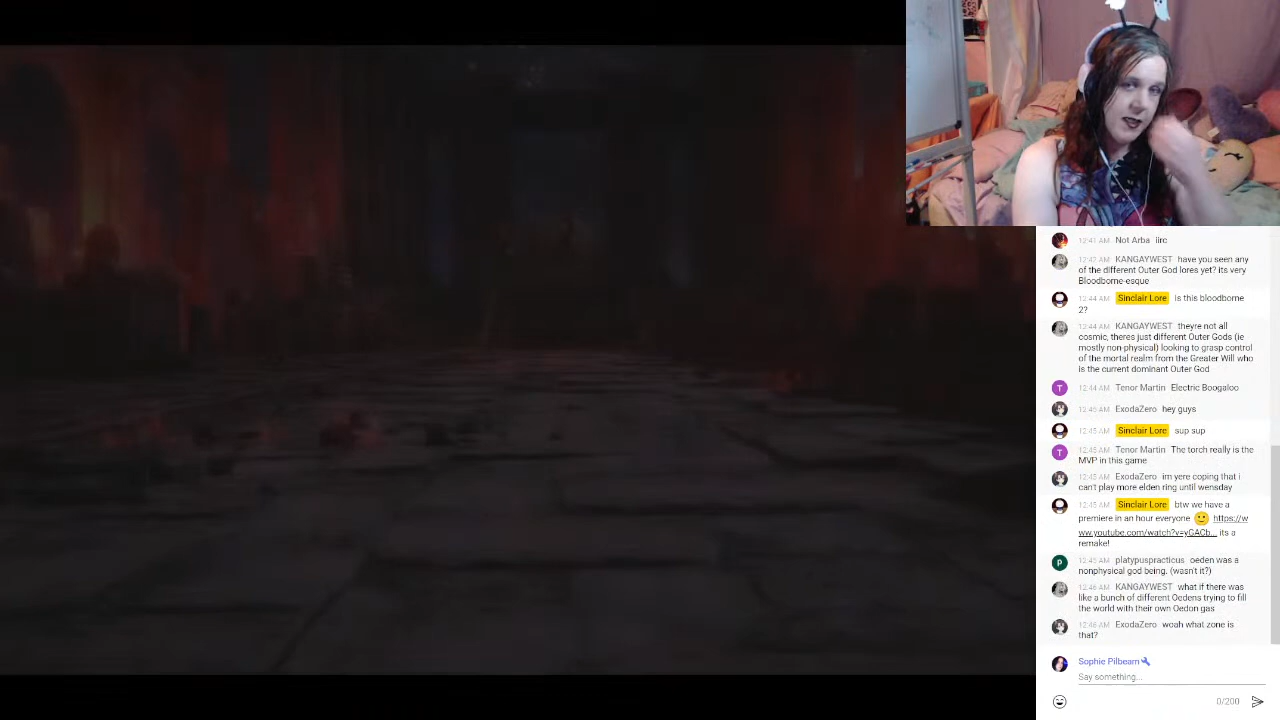 12:41 AM Not Arba iirc
12:42 AM KANGAYWEST have you seen any
of the different Outer God lores yet? its very
Bloodborne-esque
12:44 AM Sinclair Lore is this bloodborne
2?
12:44 AM KANGAYWEST theyre not all
cosmic, theres just different Outer Gods (ie
mostly non-physical) looking to grasp control
of the mortal realm from the Greater Will who
is the current dominant Outer God
T 12:44 AM Tenor Martin Electric Boogaloo
12:45 AM ExodaZero hey guys
12:45 AM Sinclair Lore sup sup
T 12:45 AM Tenor Martin The torch really is the
MVP in this game
12:45 AM ExodaZero im yere coping that i
can't play more elden ring until wensday
12:45 AM Sinclair Lore btw we have a
premiere in an hour everyone https://w
ww.youtube.com/watch?v=yGACb... its a
remake!
P 12:45 AM platypuspracticus oeden was a
nonphysical god being. (wasn't it?)
12:46 AM KANGAYWEST what if there was
like a bunch of different Oedens trying to fill
the world with their own Oedon gas
12:46 AM ExodaZero woah what zone is
that?
Sophie Pilbeam
Say something...
0/200